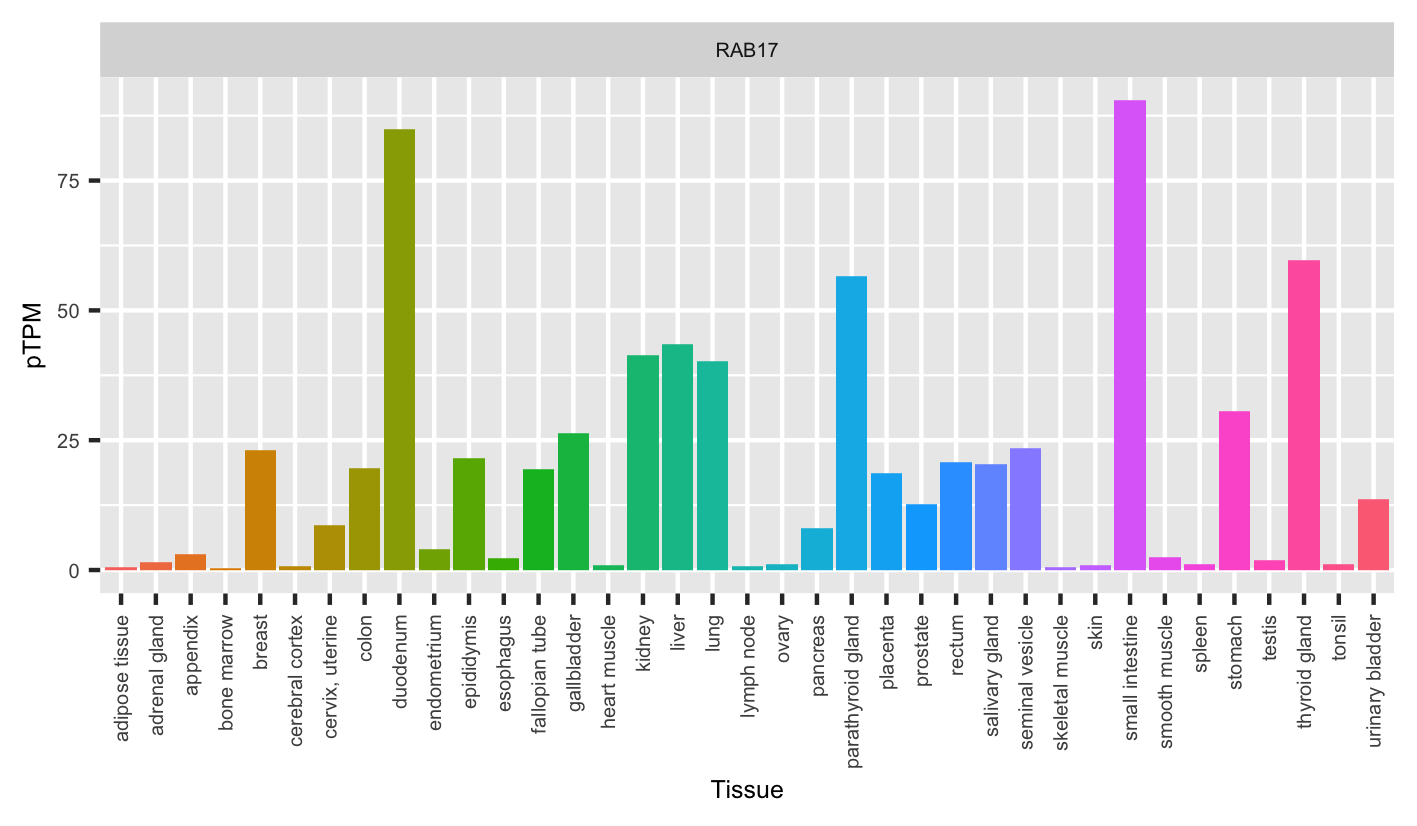 RAB17
75
50
25
0
pTPM
adipose tissue
adrenal gland
appendix
bone marrow
breast
cerebral cortex
cervix, uterine
colon
duodenum
endometrium
epididymis
esophagus
fallopian tube
gallbladder
heart muscle
kidney
liver
lung
lymph node
ovary
pancreas
parathyroid gland
placenta
prostate
rectum
salivary gland
seminal vesicle
skeletal muscle
skin
small intestine
smooth muscle
spleen
stomach
testis
thyroid gland
tonsil
urinary bladder
Tissue